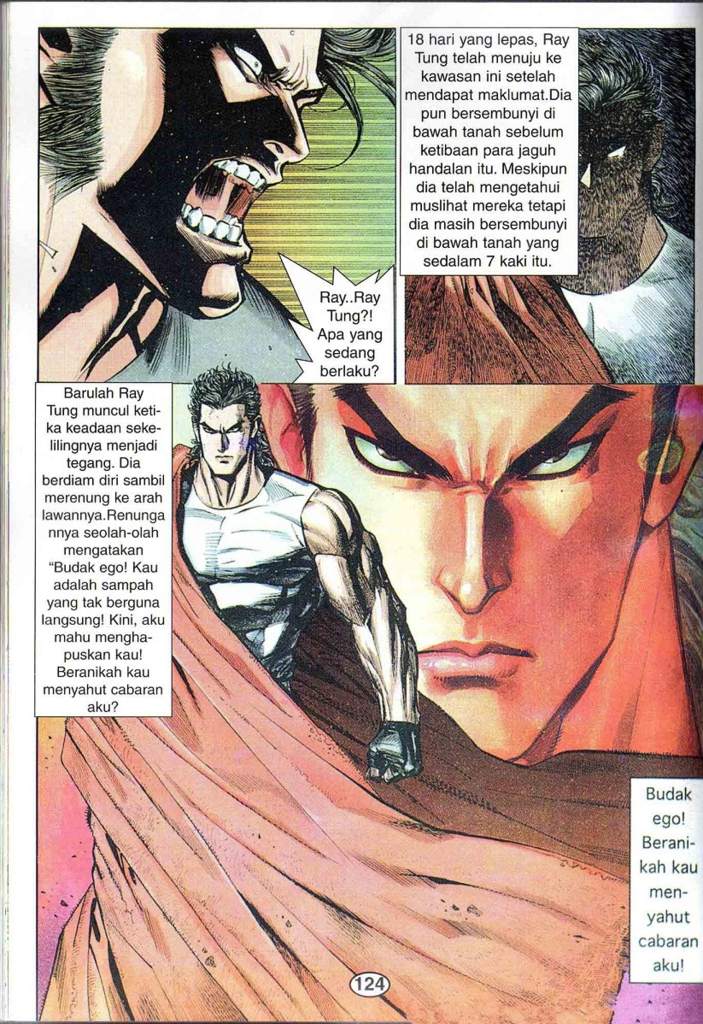 18 hari yang lepas, Ray
Tung telah menuju ke
kawasan ini setelah
mendapat maklumat.Dia
pun bersembunyi di
bawah tanah sebelum
ketibaan para jaguh
handalan itu. Meskipun
dia telah mengetahui
muslihat mereka tetapi
dia masih bersembunyi
di bawah tanah yang
sedalam 7 kaki itu.
Ray..Ray
Tung?!
Apa yang
sedang
berlaku?
Barulah Ray
Tung muncul keti-
ka keadaan seke-
lilingnya menjadi
tegang. Dia
berdiam diri sambil
merenung ke arah
lawannya.Renunga
nnya seolah-olah
mengatakan
“Budak ego! Kau
adalah sampah
yang tak berguna
langsung! Kini, aku
mahu mengha-
puskan kau!
Beranikah kau
menyahut cabaran
aku?
Budak
ego!
Berani-
kah kau
men-
yahut
cabaran
aku!
124